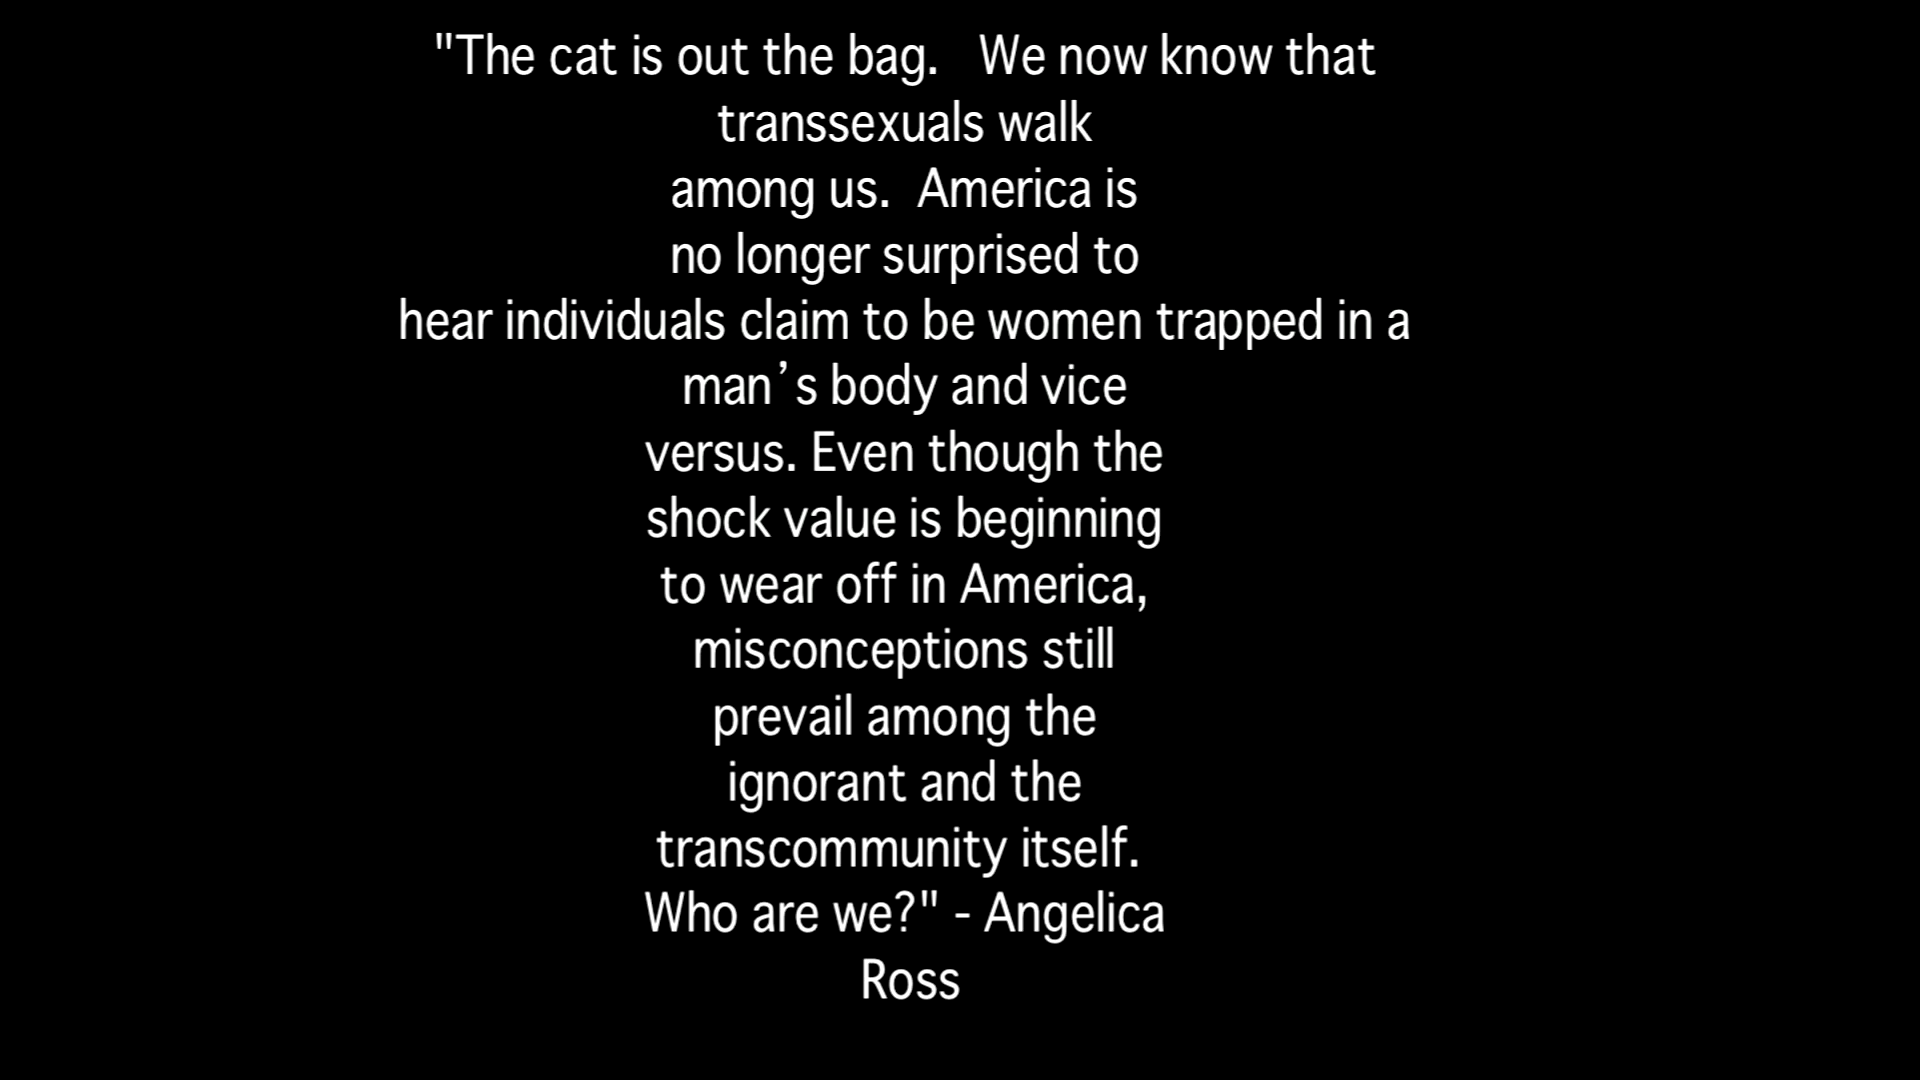 "The cat is out the bag.   We now know that
transsexuals walk
among us.  America is
no longer surprised to
hear individuals claim to be women trapped in a
man’s body and vice
versus. Even though the
shock value is beginning
to wear off in America,
misconceptions still
prevail among the
ignorant and the
transcommunity itself.
Who are we?" - Angelica
Ross